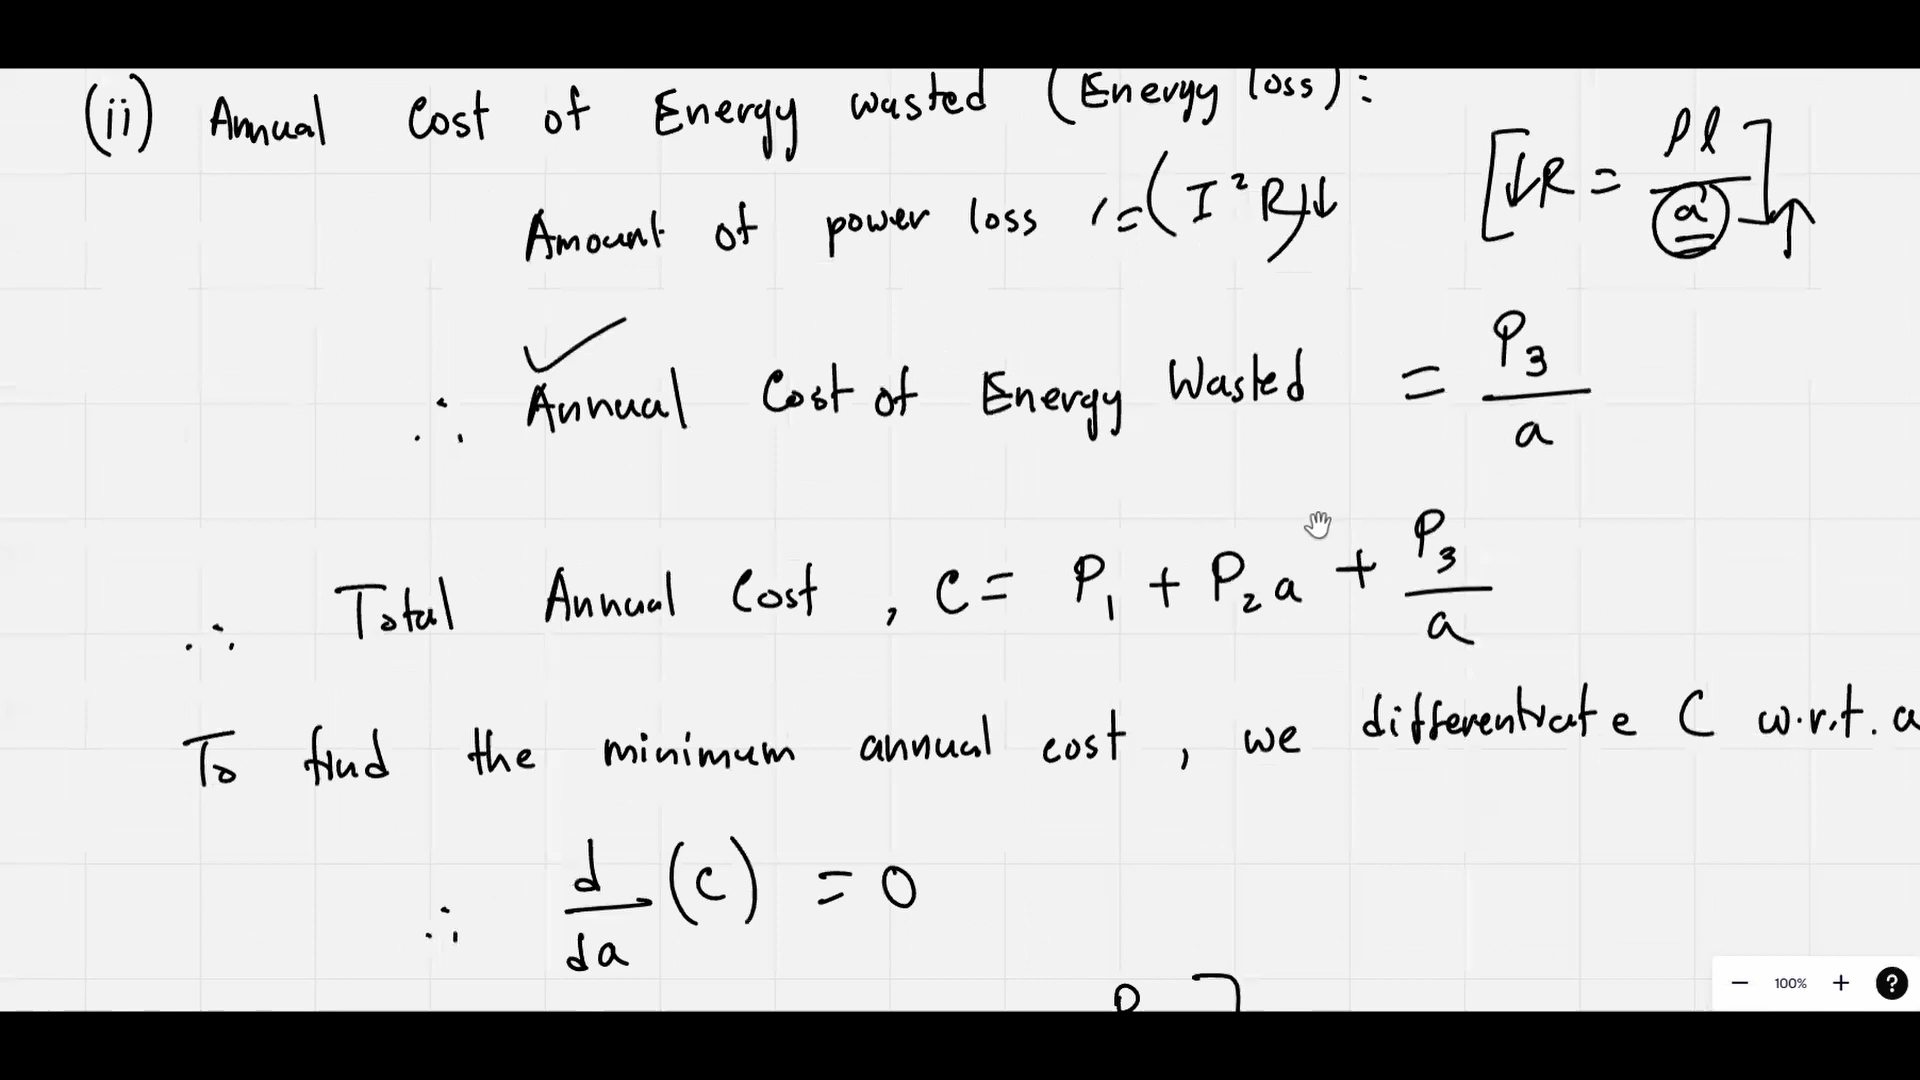 (ii) Annual Cost of Energy wasted (Energy loss):
Amount of power loss = (I²R)↓ [↓R = ρl/a]↑
∴ Annual Cost of Energy Wasted = P₃/a
∴ Total Annual Cost, C = P₁ + P₂a + P₃/a
To find the minimum annual cost, we differentiate C w.r.t. a
∴ d/da (C) = 0
100%